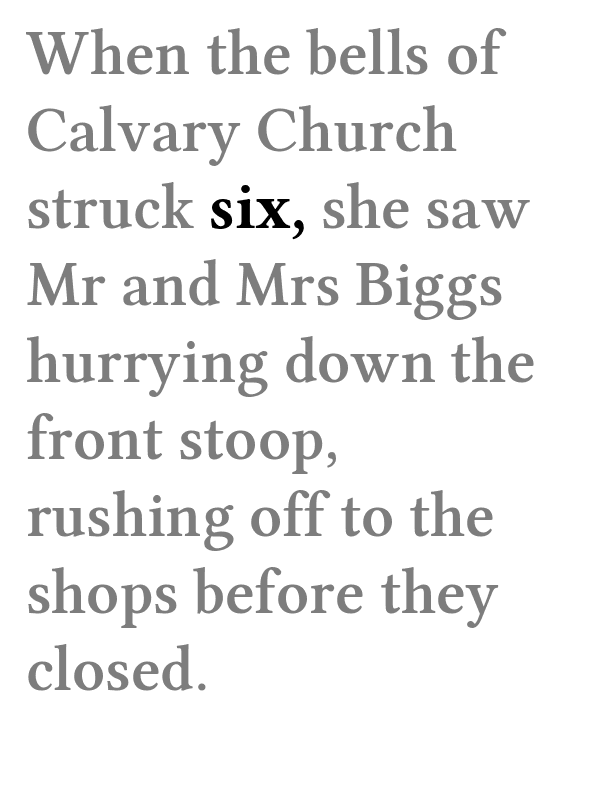 When the bells of
Calvary Church
struck six, she saw
Mr and Mrs Biggs
hurrying down the
front stoop,
rushing off to the
shops before they
closed.